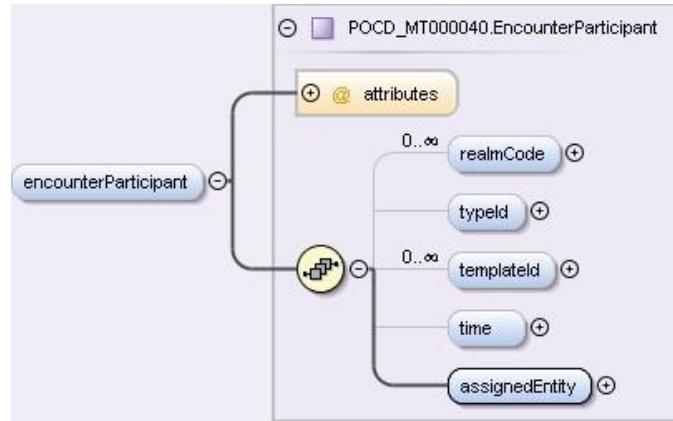 POCD_MT000040.EncounterParticipant
@ attributes
encounterParticipant
0..∞
realmCode
typeId
0..∞
templateId
time
assignedEntity